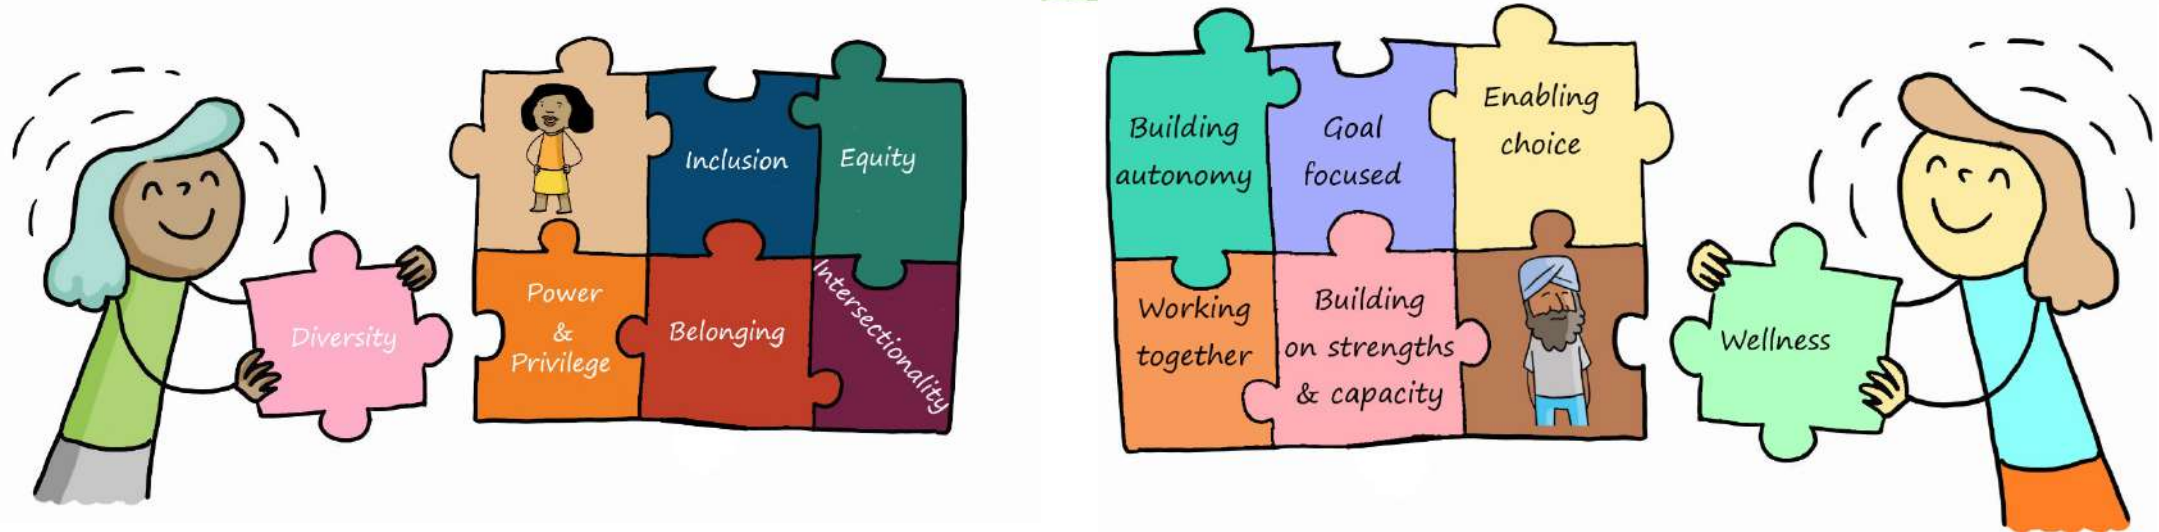 Diversity
Inclusion
Equity
Power
&
Privilege
Belonging
Intersectionality
Building
autonomy
Goal
focused
Enabling
choice
Working
together
Building
on strengths
& capacity
Wellness